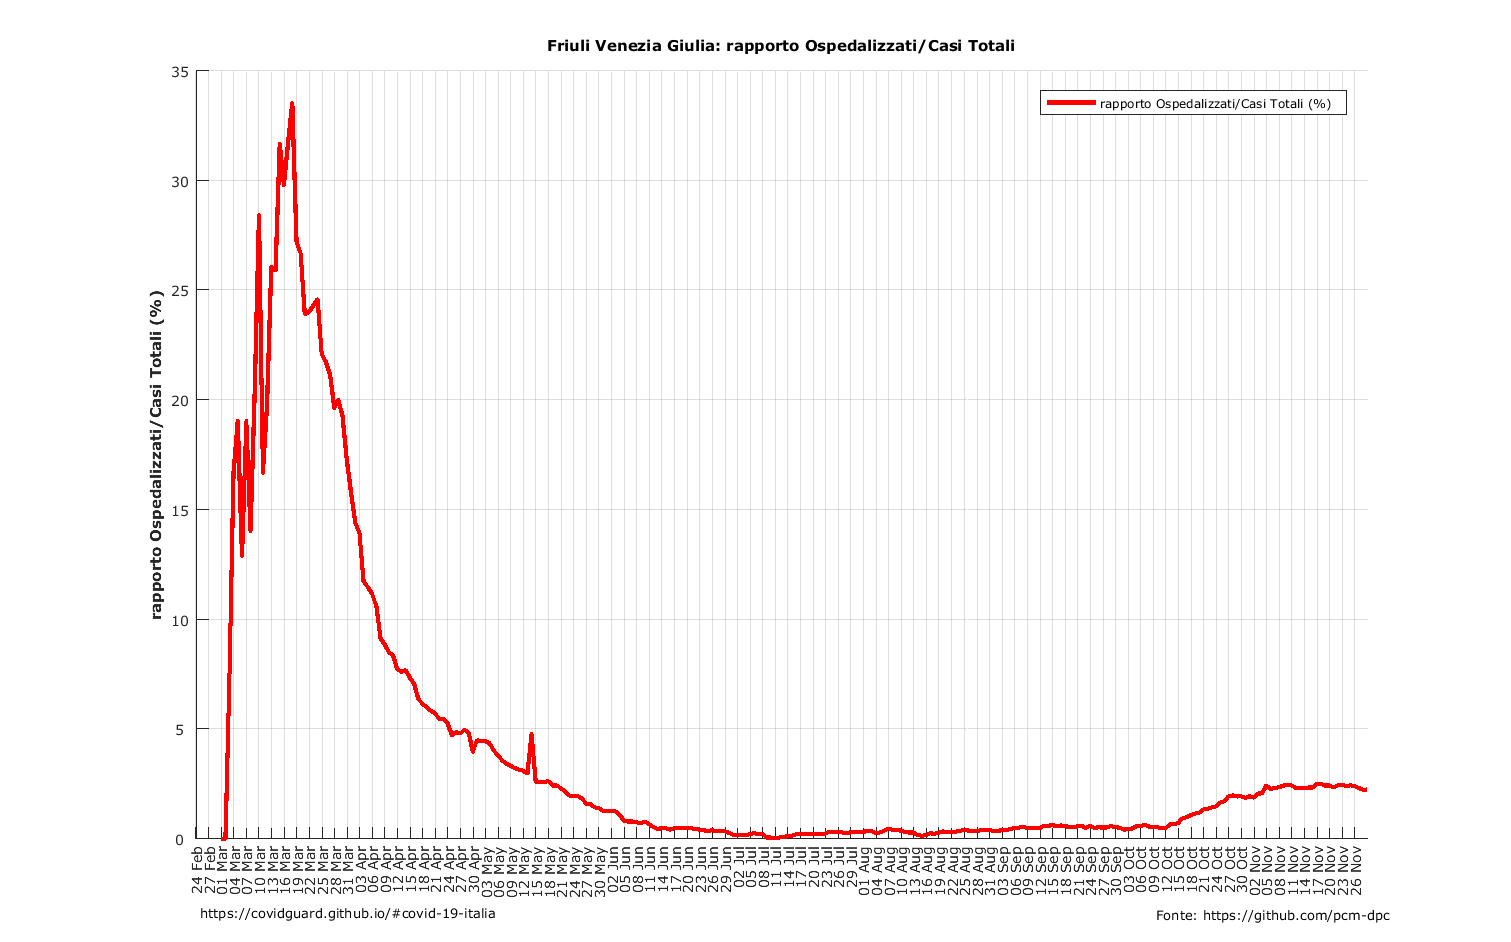 Friuli Venezia Giulia: rapporto Ospedalizzati/Casi Totali
rapporto Ospedalizzati/Casi Totali (%)
rapporto Ospedalizzati/Casi Totali (%)
35
30
25
20
15
10
5
0
24 Feb
27 Feb
01 Mar
04 Mar
07 Mar
10 Mar
13 Mar
16 Mar
19 Mar
22 Mar
25 Mar
28 Mar
31 Mar
03 Apr
06 Apr
09 Apr
12 Apr
15 Apr
18 Apr
21 Apr
24 Apr
27 Apr
30 Apr
03 May
06 May
09 May
12 May
15 May
18 May
21 May
24 May
27 May
30 May
02 Jun
05 Jun
08 Jun
11 Jun
14 Jun
17 Jun
20 Jun
23 Jun
26 Jun
29 Jun
02 Jul
05 Jul
08 Jul
11 Jul
14 Jul
17 Jul
20 Jul
23 Jul
26 Jul
29 Jul
01 Aug
04 Aug
07 Aug
10 Aug
13 Aug
16 Aug
19 Aug
22 Aug
25 Aug
28 Aug
31 Aug
03 Sep
06 Sep
09 Sep
12 Sep
15 Sep
18 Sep
21 Sep
24 Sep
27 Sep
30 Sep
03 Oct
06 Oct
09 Oct
12 Oct
15 Oct
18 Oct
21 Oct
24 Oct
27 Oct
30 Oct
02 Nov
05 Nov
08 Nov
11 Nov
14 Nov
17 Nov
20 Nov
23 Nov
26 Nov
https://covidguard.github.io/#covid-19-italia
Fonte: https://github.com/pcm-dpc